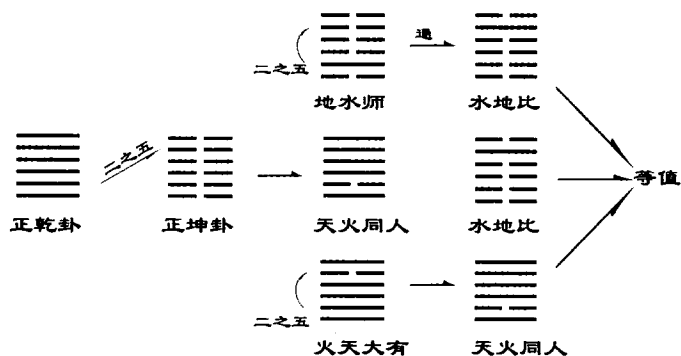 二之五
地水师
水地比
二之五
正乾卦
正坤卦
天火同人
水地比
等值
二之五
火天大有
天火同人